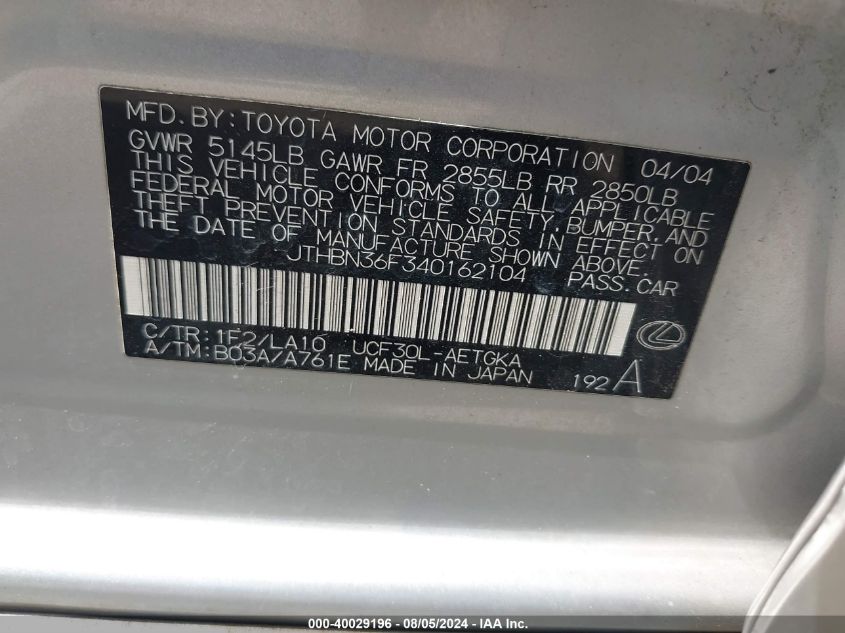 MFD.BY:TOYOTA MOTOR CORPORATION 04/04
GVWR 5145LB GAWR FR 2855LB RR 2850LB
THIS VEHICLE CONFORMS TO ALL APPLICABLE
FEDERAL MOTOR VEHICLE SAFETY,BUMPER,AND
THEFT PREVENTION STANDARDS IN EFFECT ON
THE DATE OF MANUFACTURE SHOWN ABOVE.
JTHBN36F340162104 PASS.CAR
C/TR:1F2/LA10 UCF30L-AETGKA
A/TM:B03A/A761E MADE IN JAPAN 192A
000-40029196 - 08/05/2024 - IAA Inc.